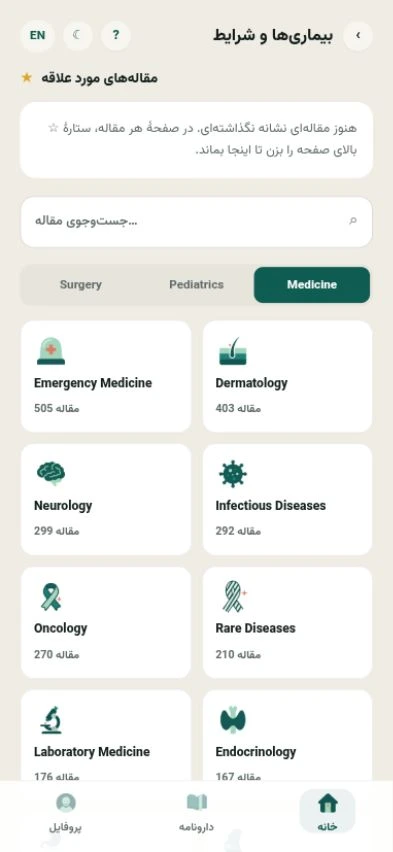 ‹ بیماری‌ها و شرایط ? ☾ EN
مقاله‌های مورد علاقه ★
هنوز مقاله‌ای نشانه نگذاشته‌ای. در صفحهٔ هر مقاله، ستارهٔ ☆
بالای صفحه را بزن تا اینجا بماند.
جست‌وجوی مقاله...
Surgery Pediatrics Medicine
Emergency Medicine
505 مقاله
Dermatology
403 مقاله
Neurology
299 مقاله
Infectious Diseases
292 مقاله
Oncology
270 مقاله
Rare Diseases
210 مقاله
Laboratory Medicine
176 مقاله
Endocrinology
167 مقاله
خانه
دارونامه
پروفایل